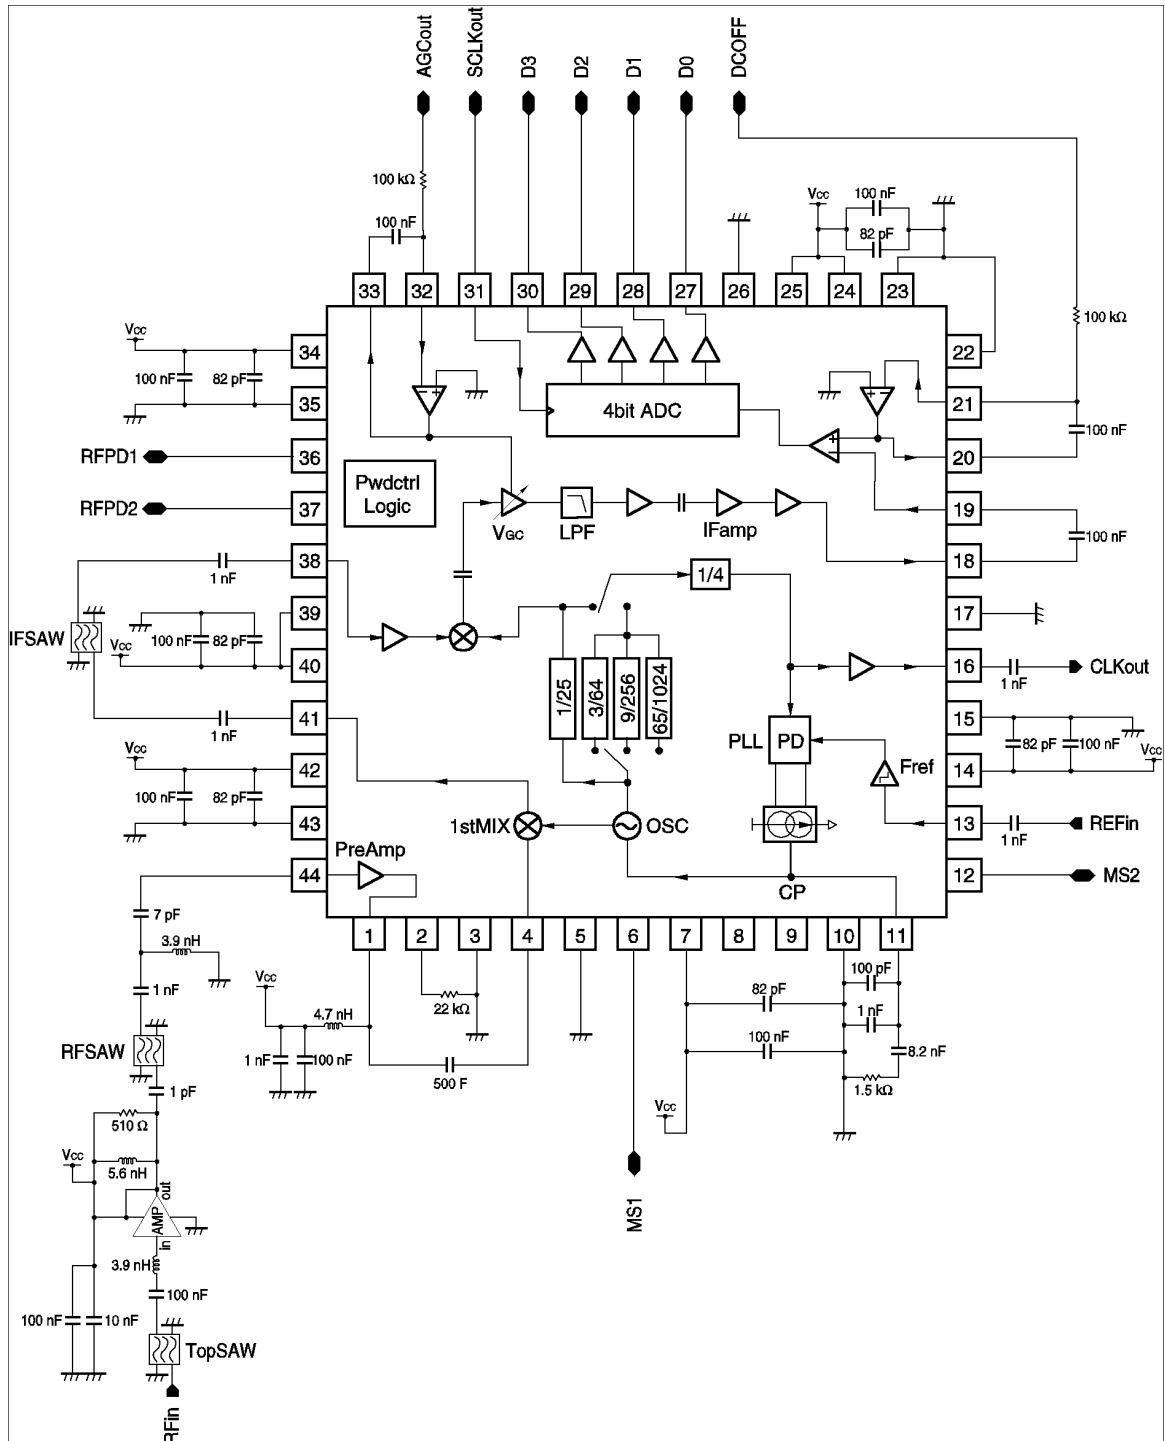 AGCout
SCLKout
D3
D2
D1
D0
DCOFF
100 kΩ
100 nF
Vcc
100 nF
82 pF
33
32
31
30
29
28
27
26
25
24
23
100 kΩ
Vcc
34
100 nF
82 pF
35
22
21
100 nF
20
4bit ADC
RFPD1
36
RFPD2
37
Pwdctrl
Logic
VGC
LPF
IFamp
19
100 nF
18
38
1 nF
1/4
39
17
IFSAW
Vcc
100 nF
82 pF
40
16
1 nF
CLKout
41
1 nF
1/25
3/64
9/256
65/1024
15
82 pF
100 nF
Vcc
14
PLL
PD
Fref
Vcc
42
100 nF
82 pF
43
1stMIX
OSC
13
1 nF
REFin
PreAmp
44
CP
12
MS2
1
2
3
4
5
6
7
8
9
10
11
7 pF
3.9 nH
1 nF
Vcc
4.7 nH
22 kΩ
1 nF
100 nF
500 F
82 pF
100 nF
100 pF
1 nF
8.2 nF
1.5 kΩ
Vcc
MS1
RFSAW
1 pF
510 Ω
Vcc
5.6 nH
out
AMP
in
3.9 nH
100 nF
100 nF
10 nF
TopSAW
RFin